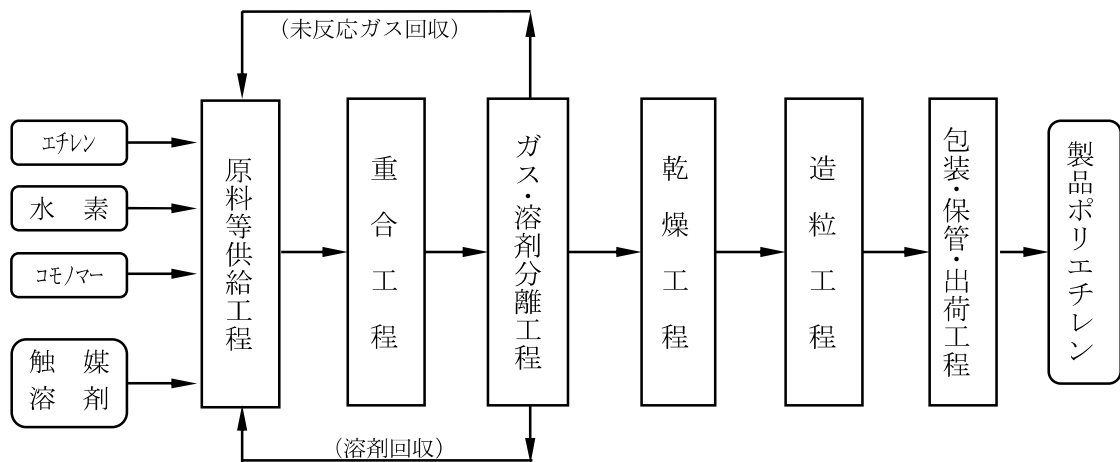 （未反応ガス回収）
エチレン
水　素
コモノマー
触　媒
溶　剤
原料等供給工程
重合工程
ガス・溶剤分離工程
乾燥工程
造粒工程
包装・保管・出荷工程
製品ポリエチレン
（溶剤回収）